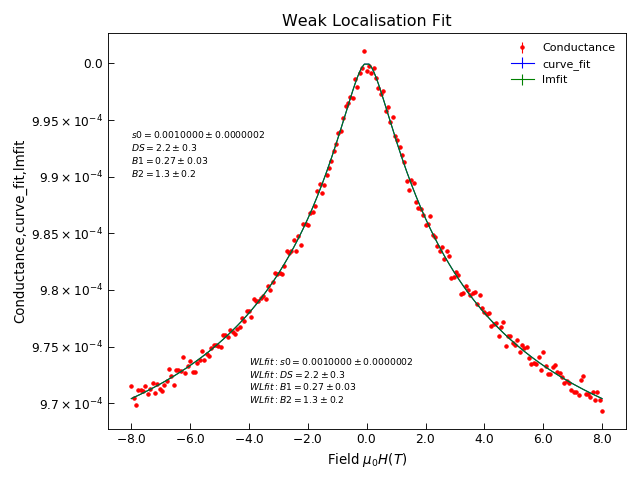 Weak Localisation Fit
Conductance
curve_fit
lmfit
Conductance,curve_fit,lmfit
0.0
9.95 × 10⁻⁴
9.9 × 10⁻⁴
9.85 × 10⁻⁴
9.8 × 10⁻⁴
9.75 × 10⁻⁴
9.7 × 10⁻⁴
s0 = 0.0010000 ± 0.0000002
DS = 2.2 ± 0.3
B1 = 0.27 ± 0.03
B2 = 1.3 ± 0.2
WLfit : s0 = 0.0010000 ± 0.0000002
WLfit : DS = 2.2 ± 0.3
WLfit : B1 = 0.27 ± 0.03
WLfit : B2 = 1.3 ± 0.2
−8.0 −6.0 −4.0 −2.0 0.0 2.0 4.0 6.0 8.0
Field μ₀H(T)